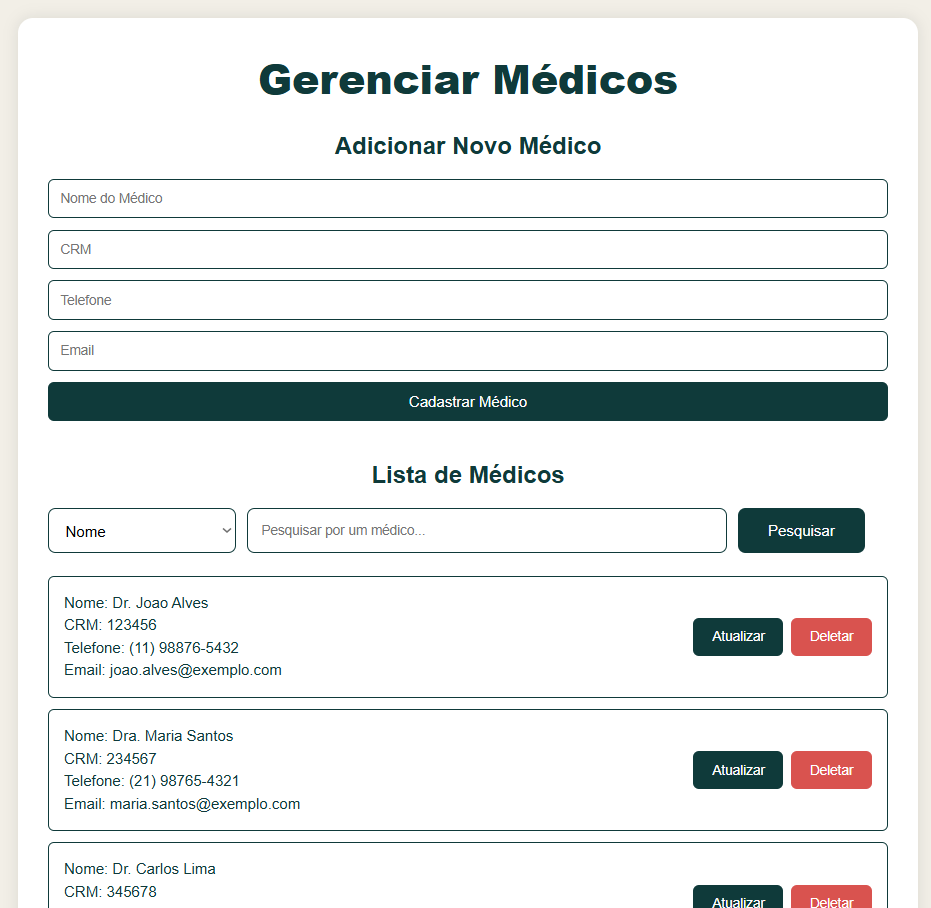 Gerenciar Médicos
Adicionar Novo Médico
Nome do Médico
CRM
Telefone
Email
Cadastrar Médico
Lista de Médicos
Nome
Pesquisar por um médico...
Pesquisar
Nome: Dr. Joao Alves
CRM: 123456
Telefone: (11) 98876-5432
Email: joao.alves@exemplo.com
Atualizar
Deletar
Nome: Dra. Maria Santos
CRM: 234567
Telefone: (21) 98765-4321
Email: maria.santos@exemplo.com
Atualizar
Deletar
Nome: Dr. Carlos Lima
CRM: 345678
Atualizar
Deletar